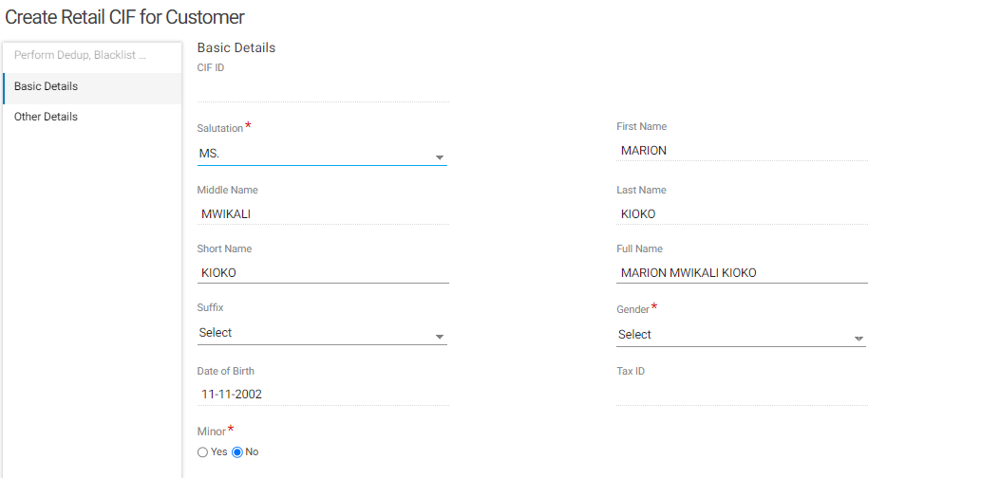 Create Retail CIF for Customer
Perform Dedup, Blacklist ...
Basic Details
Other Details
Basic Details
CIF ID
Salutation*
MS.
First Name
MARION
Middle Name
MWIKALI
Last Name
KIOKO
Short Name
KIOKO
Full Name
MARION MWIKALI KIOKO
Suffix
Select
Gender*
Select
Date of Birth
11-11-2002
Tax ID
Minor*
Yes No